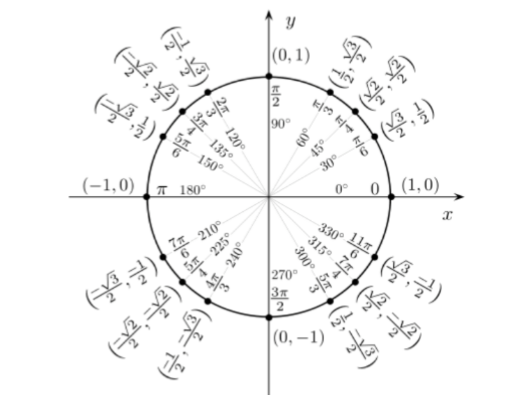 y
(0, 1)
(-1/2, √3/2)
(1/2, √3/2)
(-√2/2, √2/2)
(√2/2, √2/2)
(-√3/2, 1/2)
(√3/2, 1/2)
π/2
90°
2π/3
120°
60°
π/3
3π/4
135°
45°
π/4
5π/6
150°
30°
π/6
(−1, 0)
π
180°
0°
0
(1, 0)
x
7π/6
210°
330°
11π/6
5π/4
225°
315°
7π/4
4π/3
240°
300°
5π/3
270°
3π/2
(-√3/2, -1/2)
(√3/2, -1/2)
(-√2/2, -√2/2)
(√2/2, -√2/2)
(-1/2, -√3/2)
(1/2, -√3/2)
(0, −1)